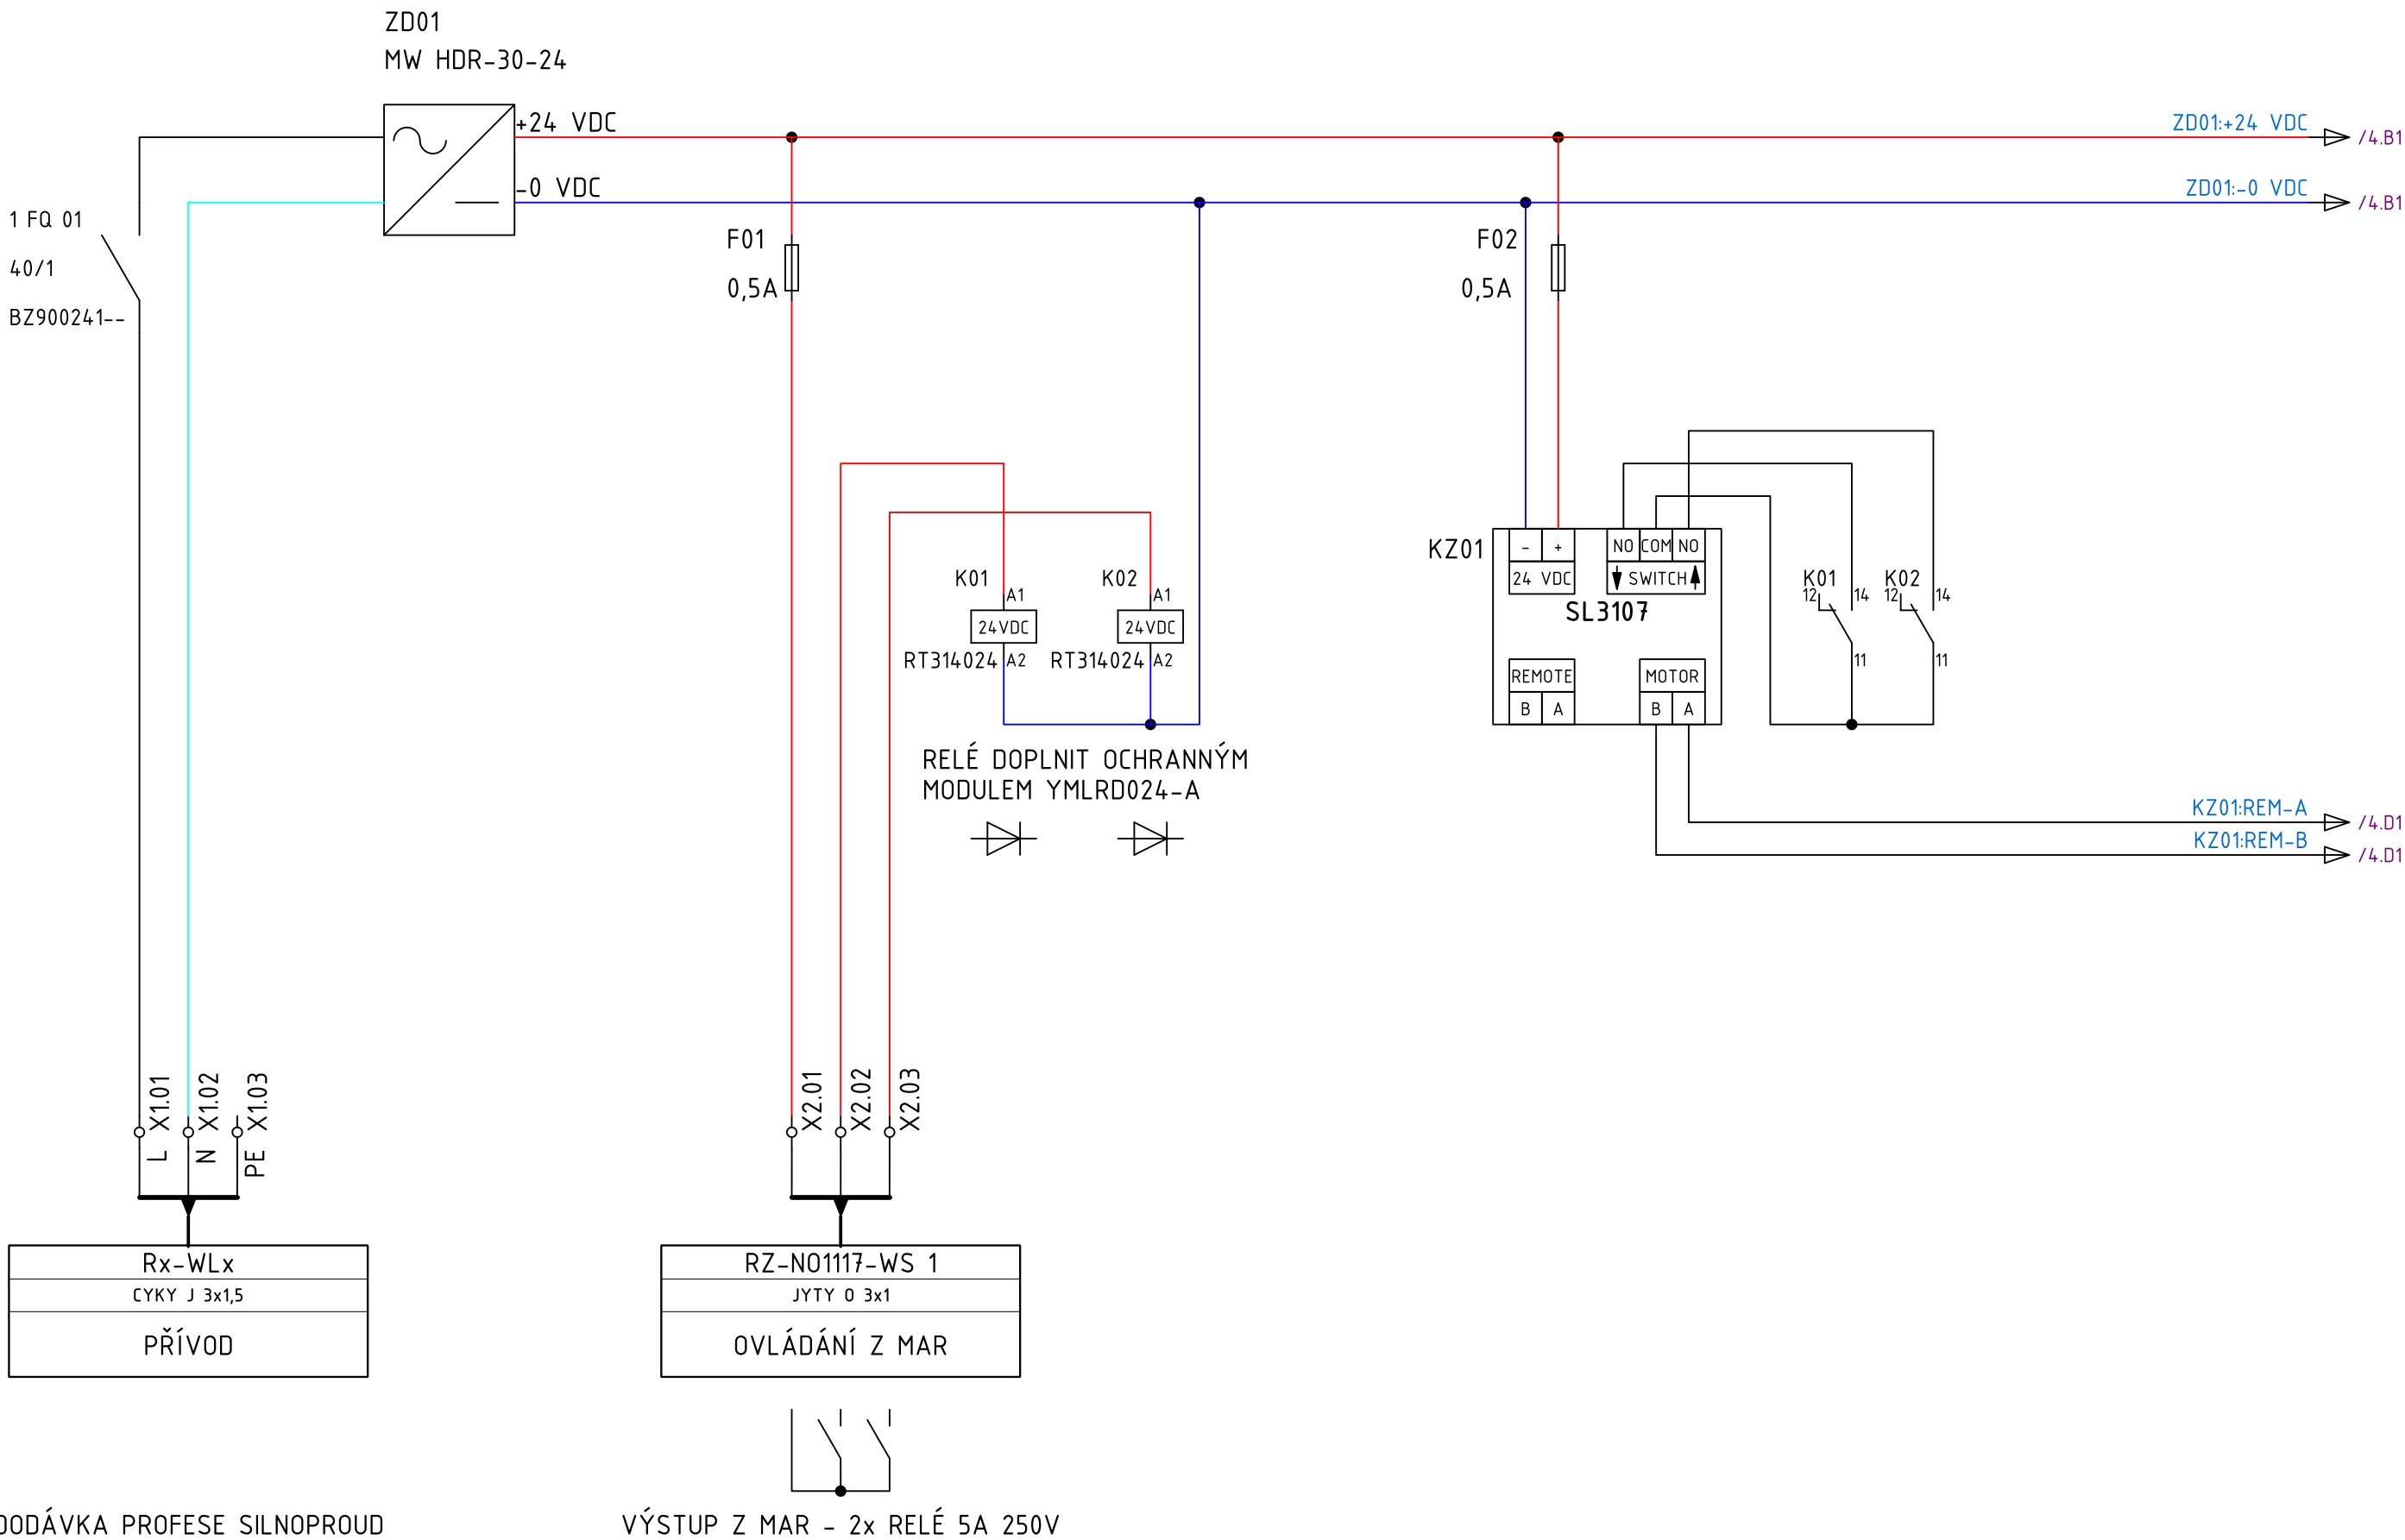 ZD01
MW HDR-30-24
+24 VDC
-0 VDC
ZD01:+24 VDC
/4.B1
ZD01:-0 VDC
/4.B1
1 FQ 01
40/1
BZ900241--
F01
0,5A
F02
0,5A
K01
A1
24VDC
RT314024
A2
K02
A1
24VDC
RT314024
A2
RELÉ DOPLNIT OCHRANNÝM
MODULEM YMLRD024-A
KZ01
-
+
24 VDC
NO
COM
NO
SWITCH
SL3107
REMOTE
B
A
MOTOR
B
A
K01
12
14
11
K02
12
14
11
KZ01:REM-A
/4.D1
KZ01:REM-B
/4.D1
X1.01
X1.02
X1.03
L
N
PE
X2.01
X2.02
X2.03
Rx-WLx
CYKY J 3x1,5
PŘÍVOD
RZ-N01117-WS 1
JYTY O 3x1
OVLÁDÁNÍ Z MAR
DODÁVKA PROFESE SILNOPROUD
VÝSTUP Z MAR - 2x RELÉ 5A 250V